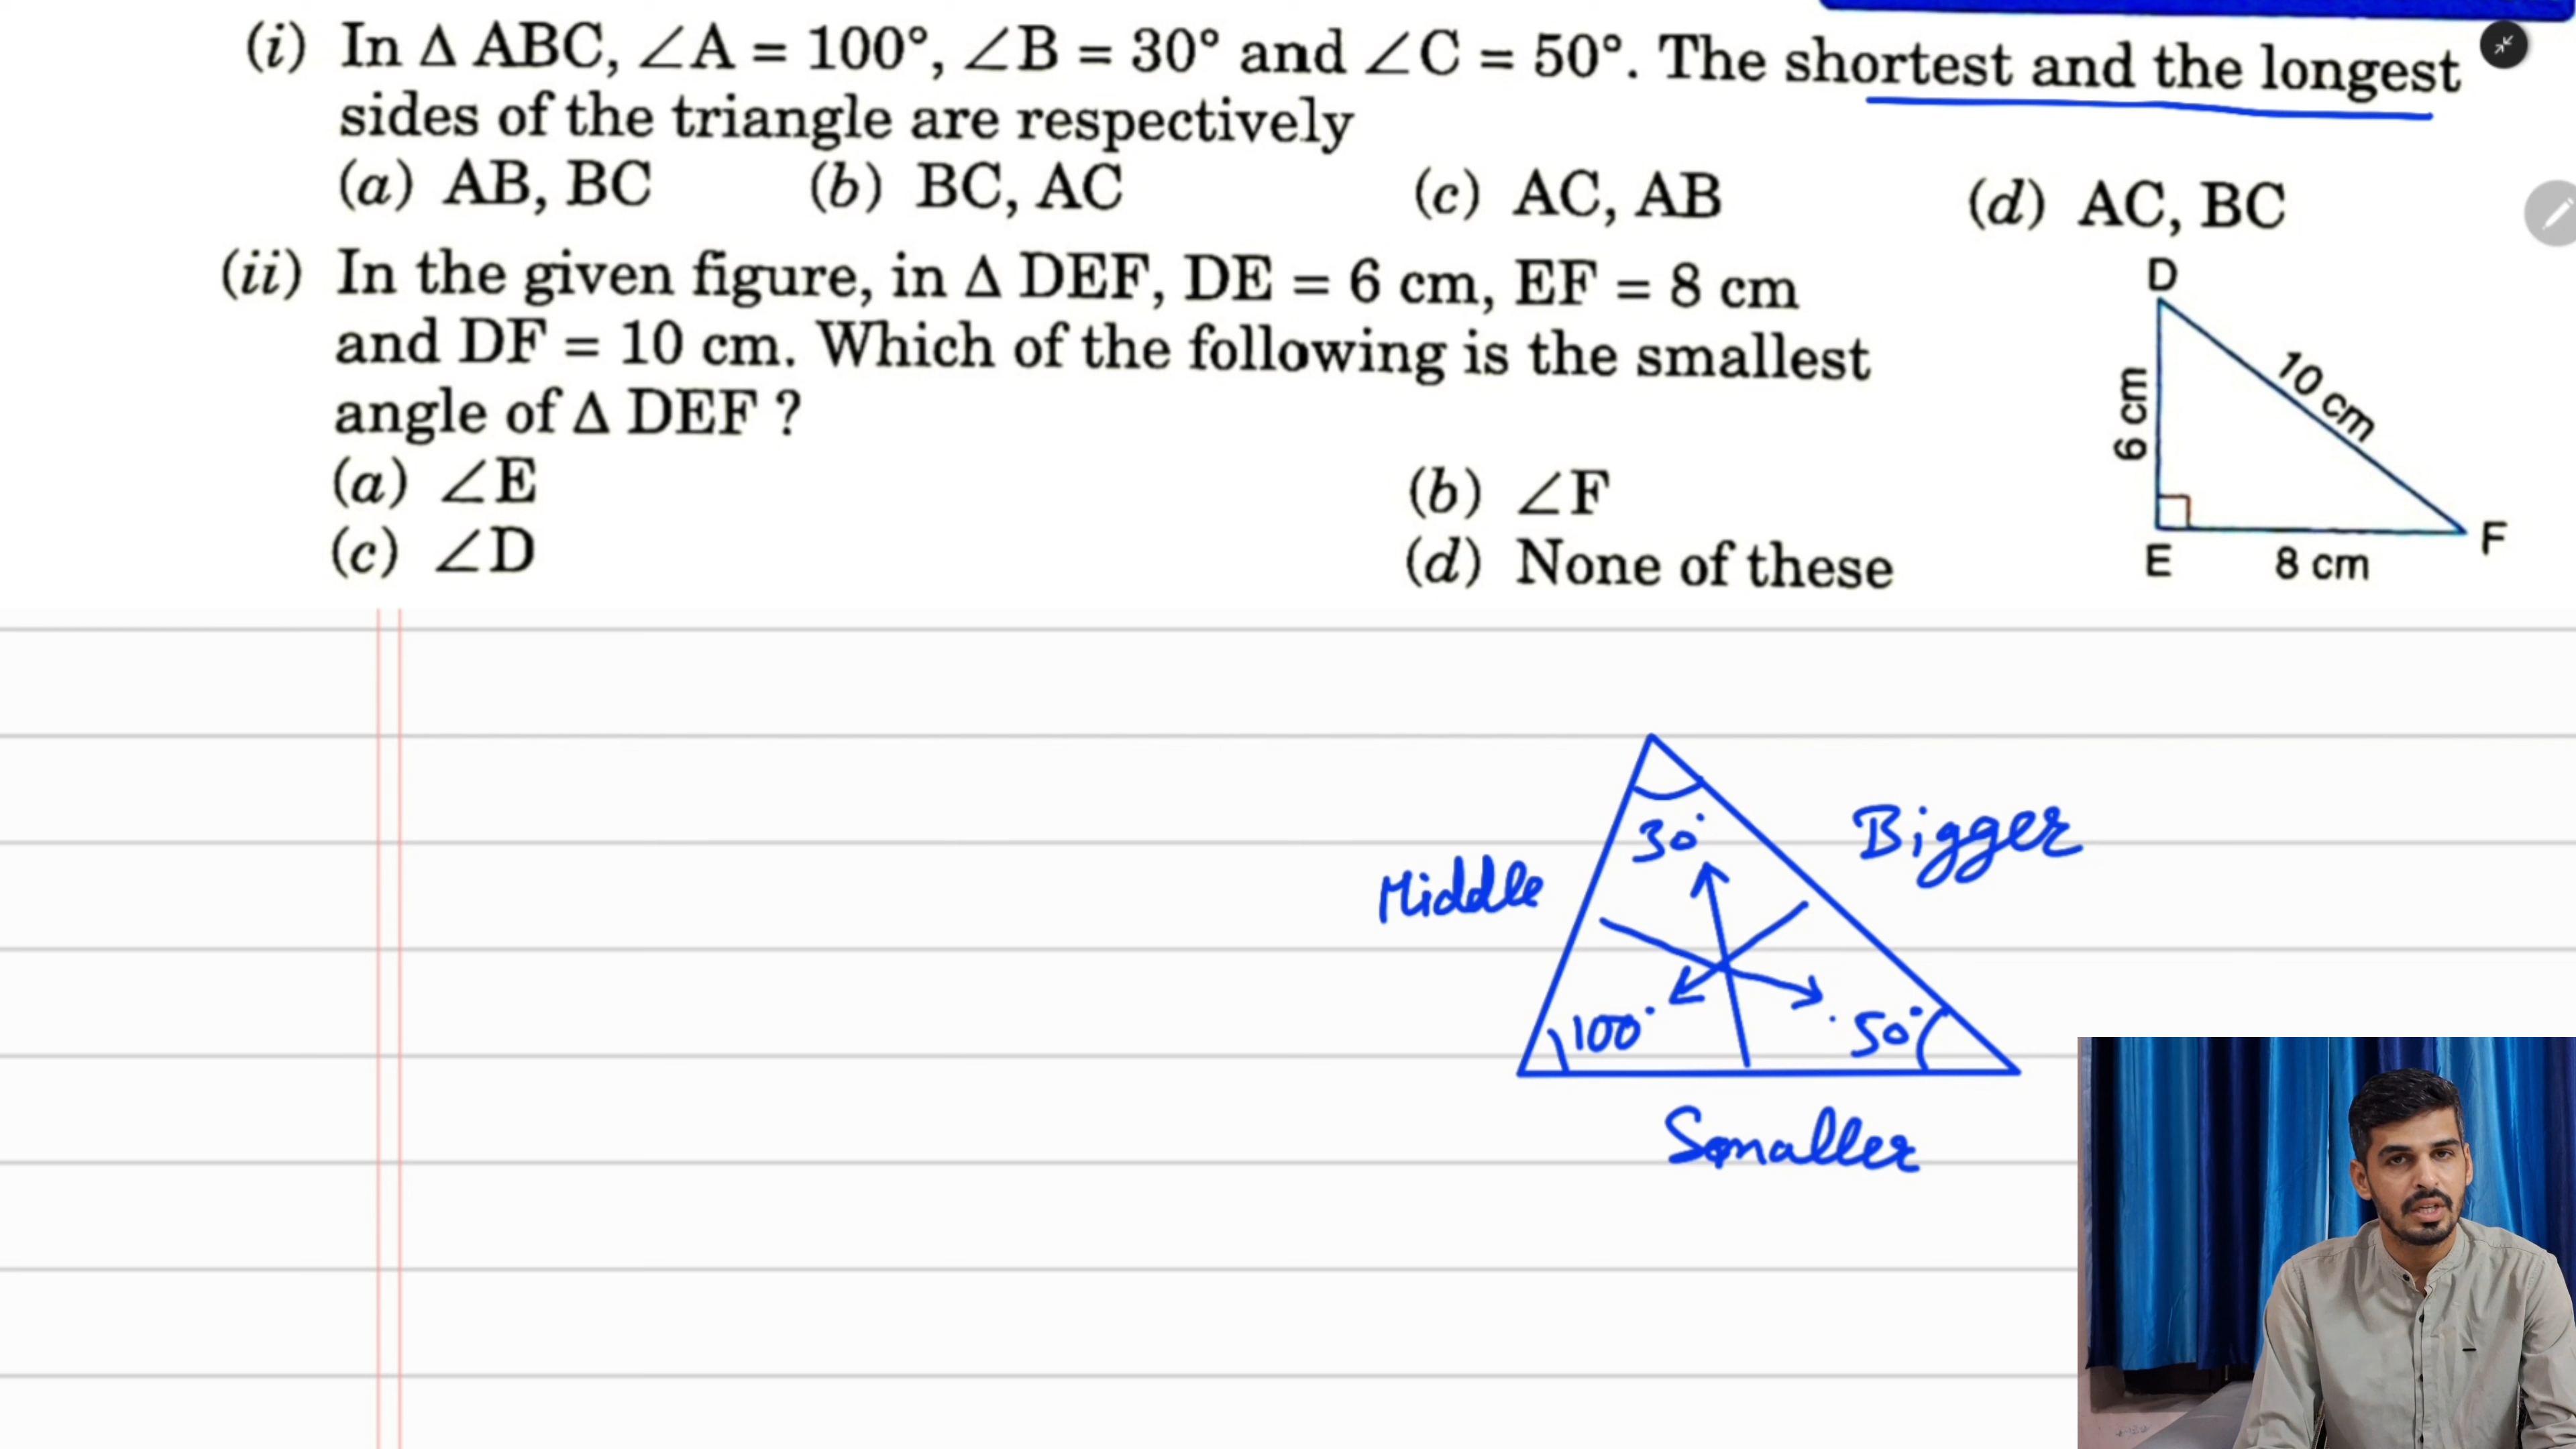 (i) In Δ ABC, ∠A = 100°, ∠B = 30° and ∠C = 50°. The shortest and the longest
sides of the triangle are respectively
(a) AB, BC (b) BC, AC (c) AC, AB (d) AC, BC
(ii) In the given figure, in Δ DEF, DE = 6 cm, EF = 8 cm
and DF = 10 cm. Which of the following is the smallest
angle of Δ DEF ?
(a) ∠E (b) ∠F
(c) ∠D (d) None of these
D
6 cm
10 cm
E
8 cm
F
30°
Bigger
Middle
100°
50°
Smaller